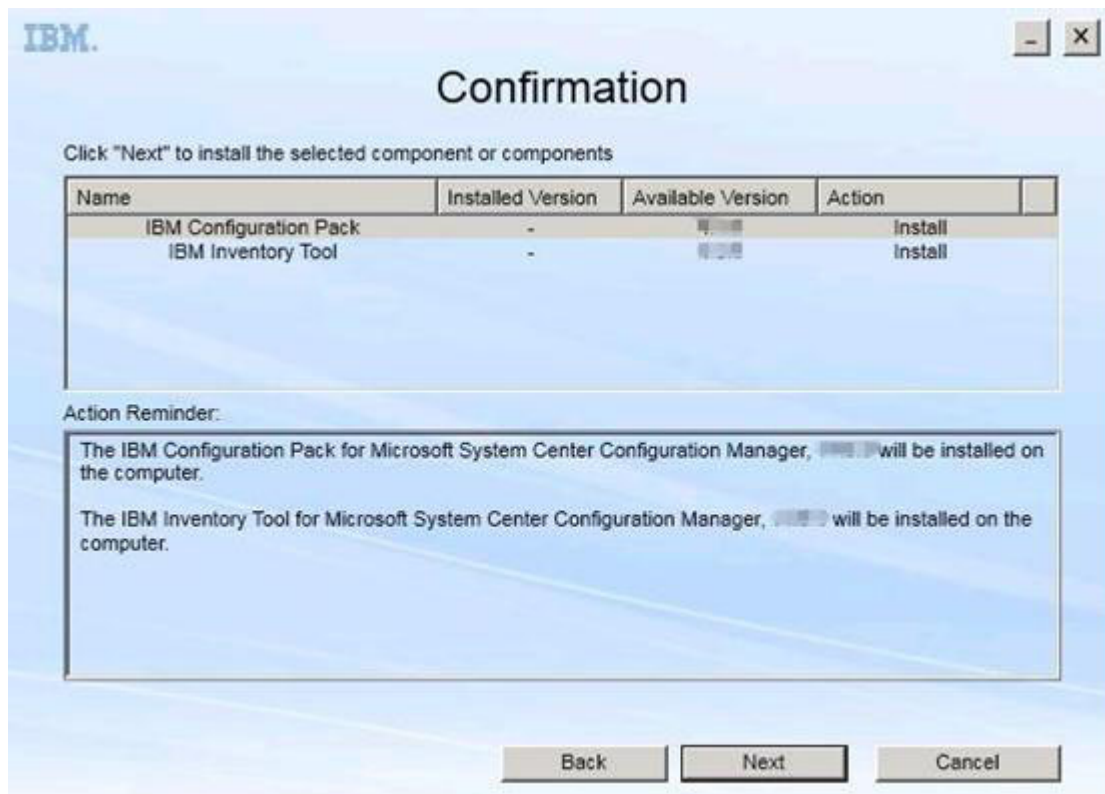 IBM.
Confirmation
Click "Next" to install the selected component or components
Name Installed Version Available Version Action
IBM Configuration Pack - Install
IBM Inventory Tool - Install
Action Reminder:
The IBM Configuration Pack for Microsoft System Center Configuration Manager, will be installed on
the computer.
The IBM Inventory Tool for Microsoft System Center Configuration Manager, will be installed on the
computer.
Back Next Cancel